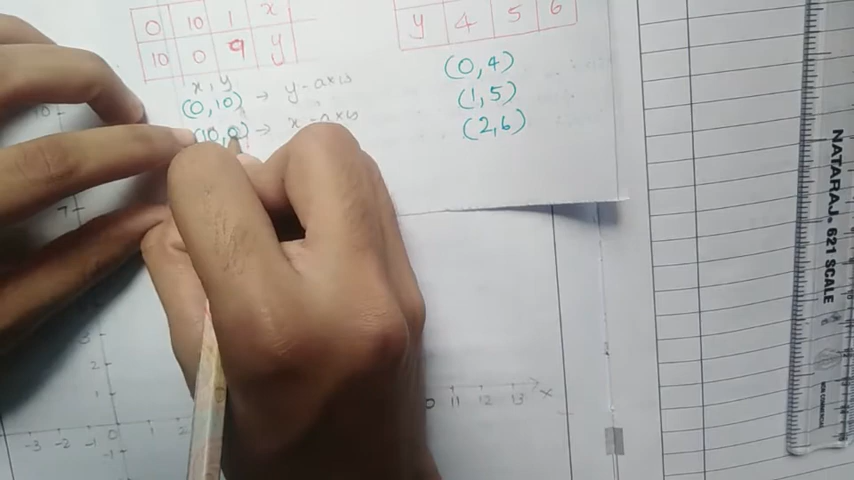 0 10 1 x
10 0 9 y
y 4 5 6
x, y
(0, 10) → y-axis
(10, 0) → x-axis
(0, 4)
(1, 5)
(2, 6)
10
7
3
2
1
-3 -2 -1 0 1 2
-1
11 12 13 X
NATARAJ 621 SCALE